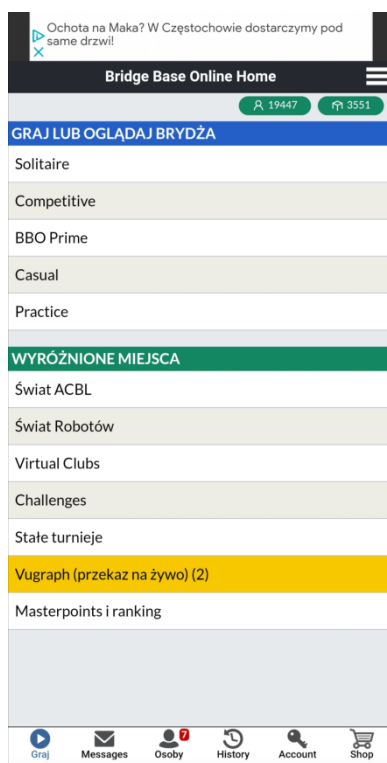 Ochota na Maka? W Częstochowie dostarczymy pod
same drzwi!
Bridge Base Online Home
19447 3551
GRAJ LUB OGLĄDAJ BRYDŻA
Solitaire
Competitive
BBO Prime
Casual
Practice
WYRÓŻNIONE MIEJSCA
Świat ACBL
Świat Robotów
Virtual Clubs
Challenges
Stałe turnieje
Vugraph (przekaz na żywo) (2)
Masterpoints i ranking
7
Graj Messages Osoby History Account Shop